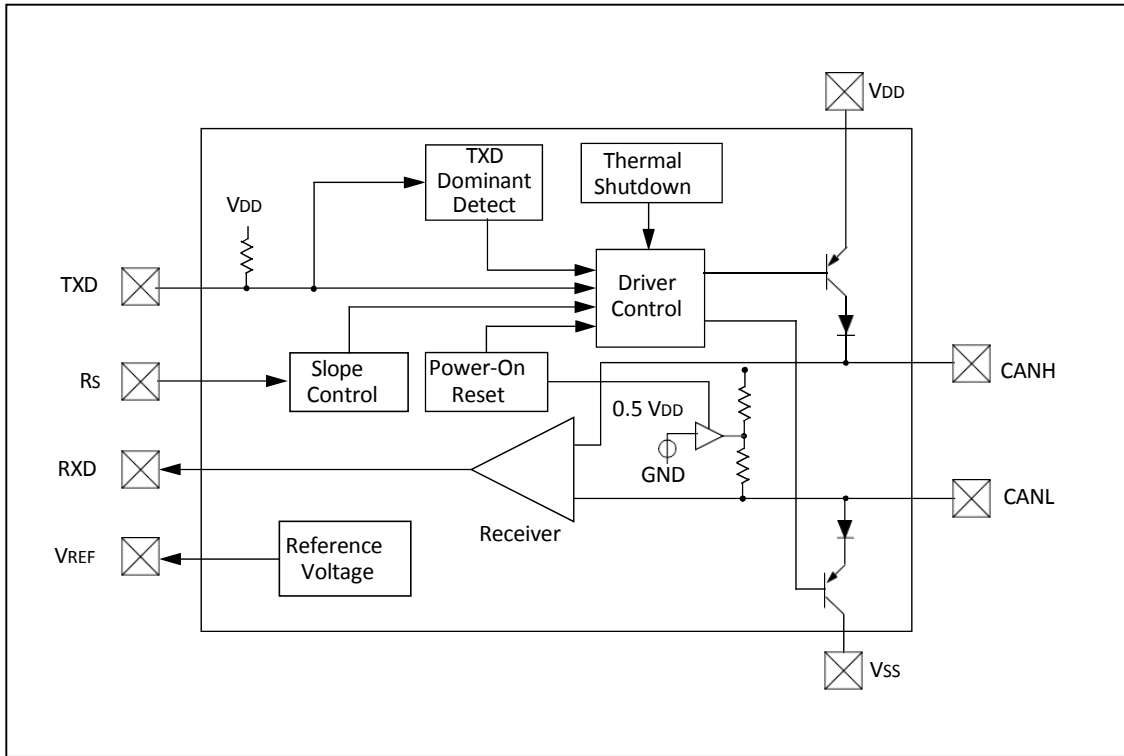 VDD
TXD
Dominant
Detect
Thermal
Shutdown
VDD
TXD
Driver
Control
RS
Slope
Control
Power-On
Reset
CANH
0.5 VDD
RXD
GND
CANL
Receiver
VREF
Reference
Voltage
VSS